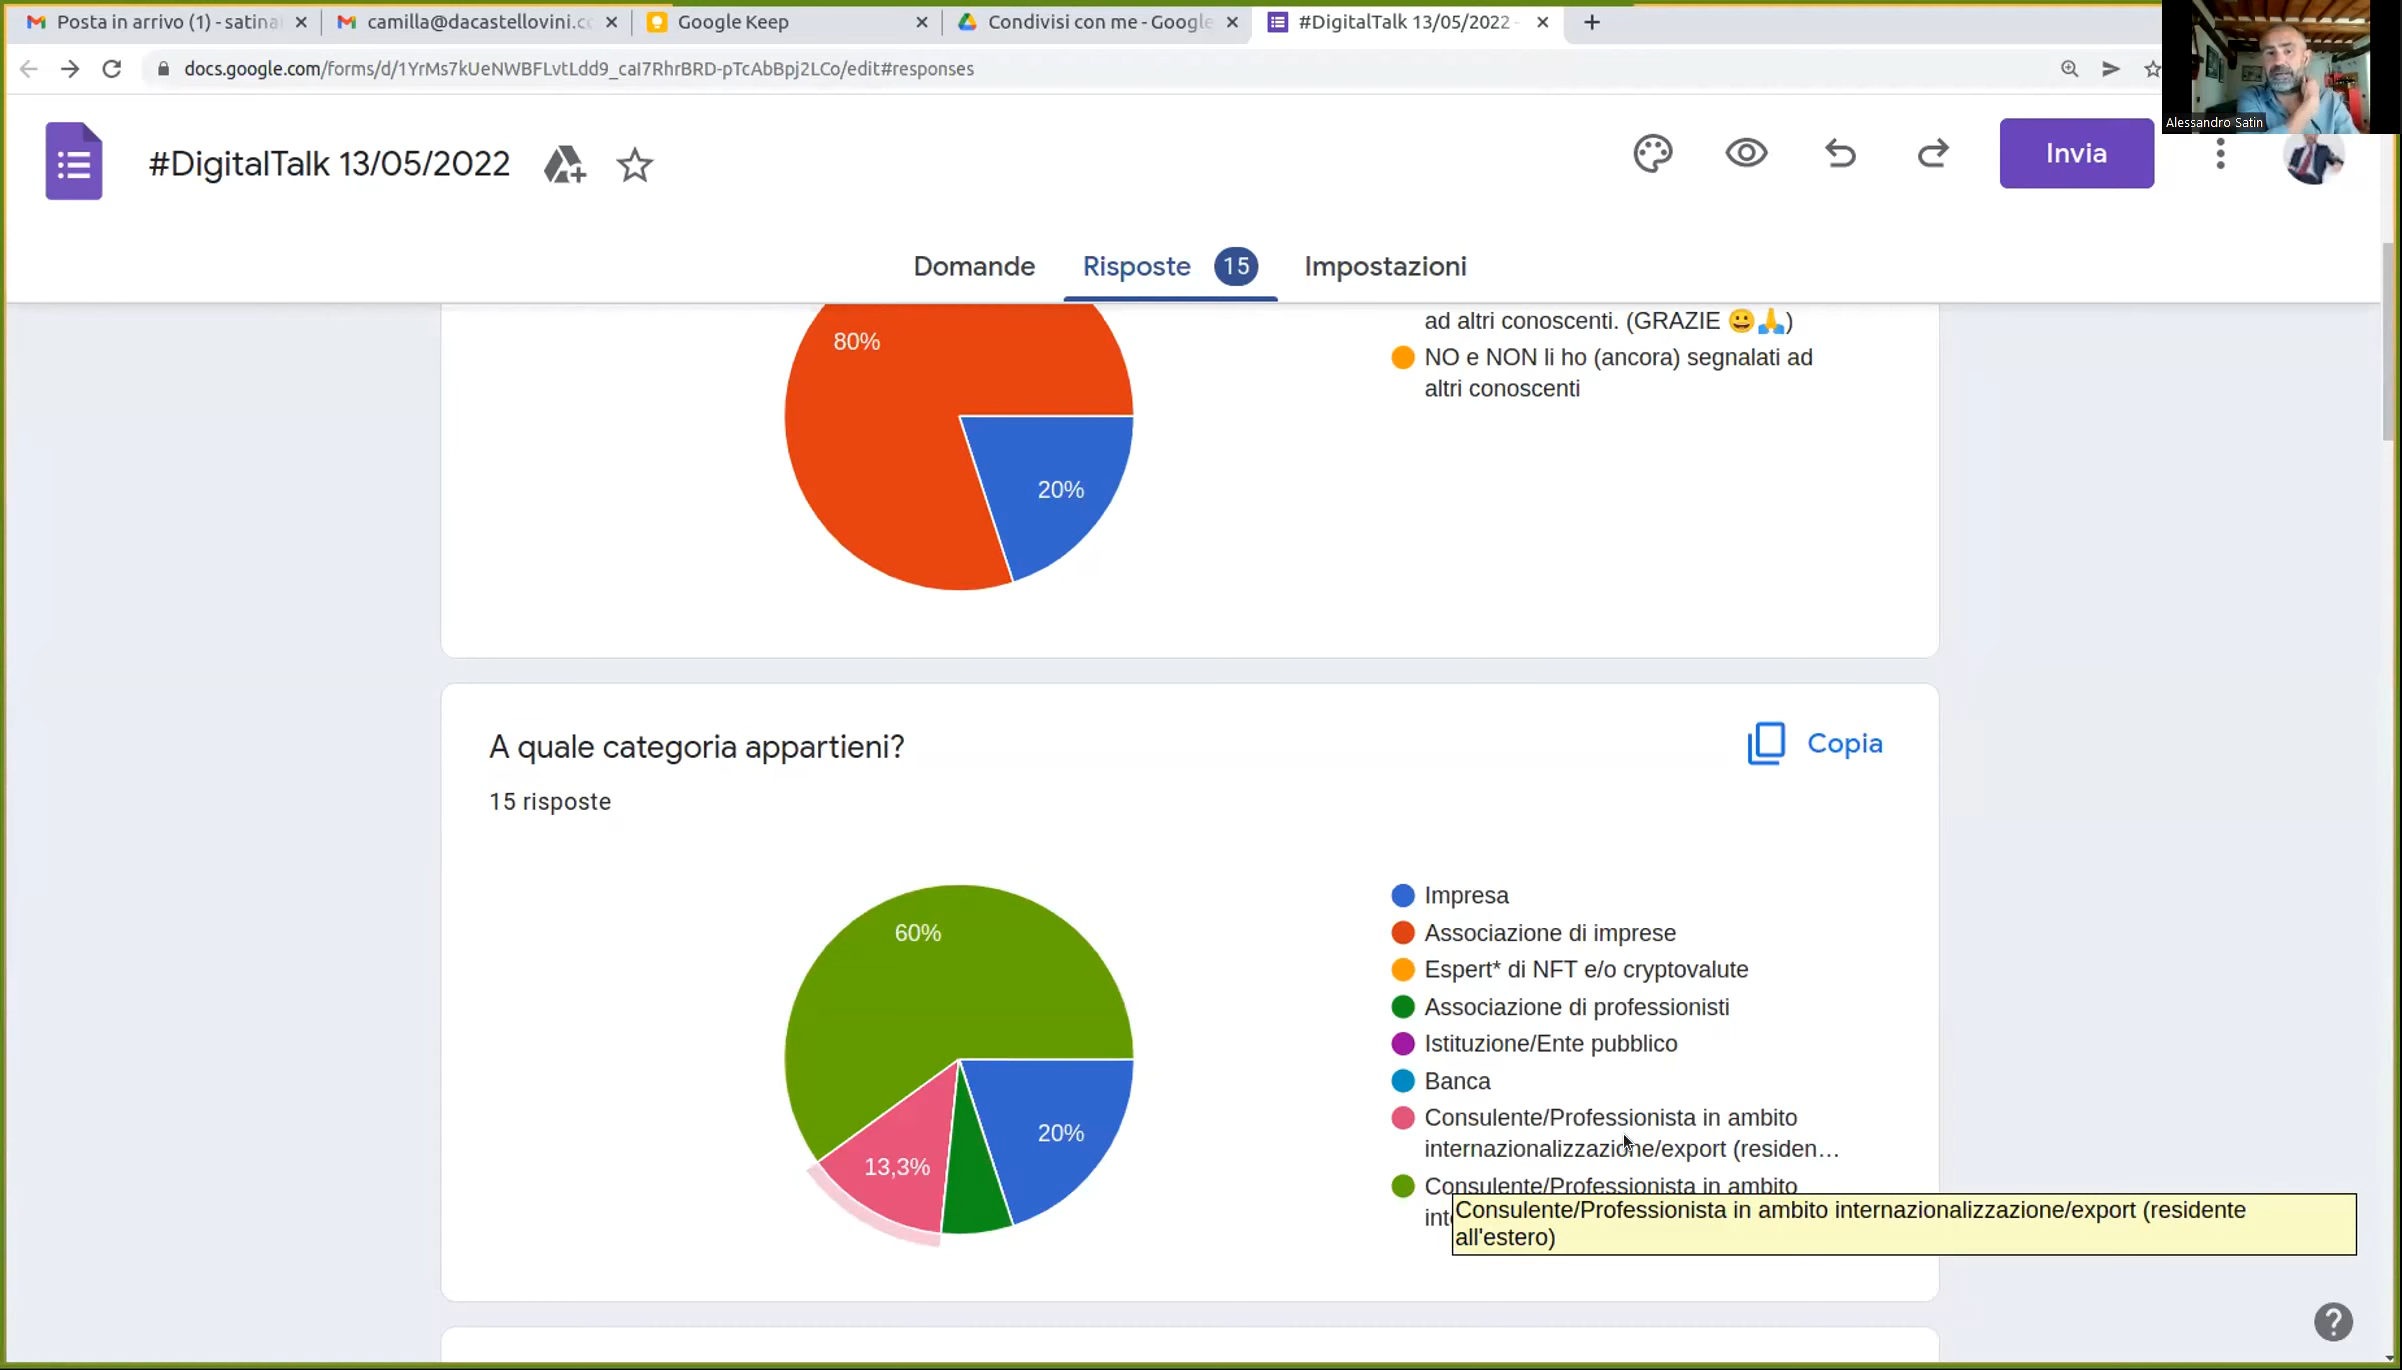 Posta in arrivo (1) - satina
camilla@dacastellovini.c
Google Keep
Condivisi con me - Google
#DigitalTalk 13/05/2022 -
docs.google.com/forms/d/1YrMs7kUeNWBFLvtLdd9_caI7RhrBRD-pTcAbBpj2LCo/edit#responses
Alessandro Satin
#DigitalTalk 13/05/2022
Invia
Domande
Risposte 15
Impostazioni
ad altri conoscenti. (GRAZIE 😀🙏)
80%
NO e NON li ho (ancora) segnalati ad
altri conoscenti
20%
A quale categoria appartieni?
Copia
15 risposte
60%
20%
13,3%
Impresa
Associazione di imprese
Espert* di NFT e/o cryptovalute
Associazione di professionisti
Istituzione/Ente pubblico
Banca
Consulente/Professionista in ambito
internazionalizzazione/export (residen…
Consulente/Professionista in ambito
int
Consulente/Professionista in ambito internazionalizzazione/export (residente
all'estero)